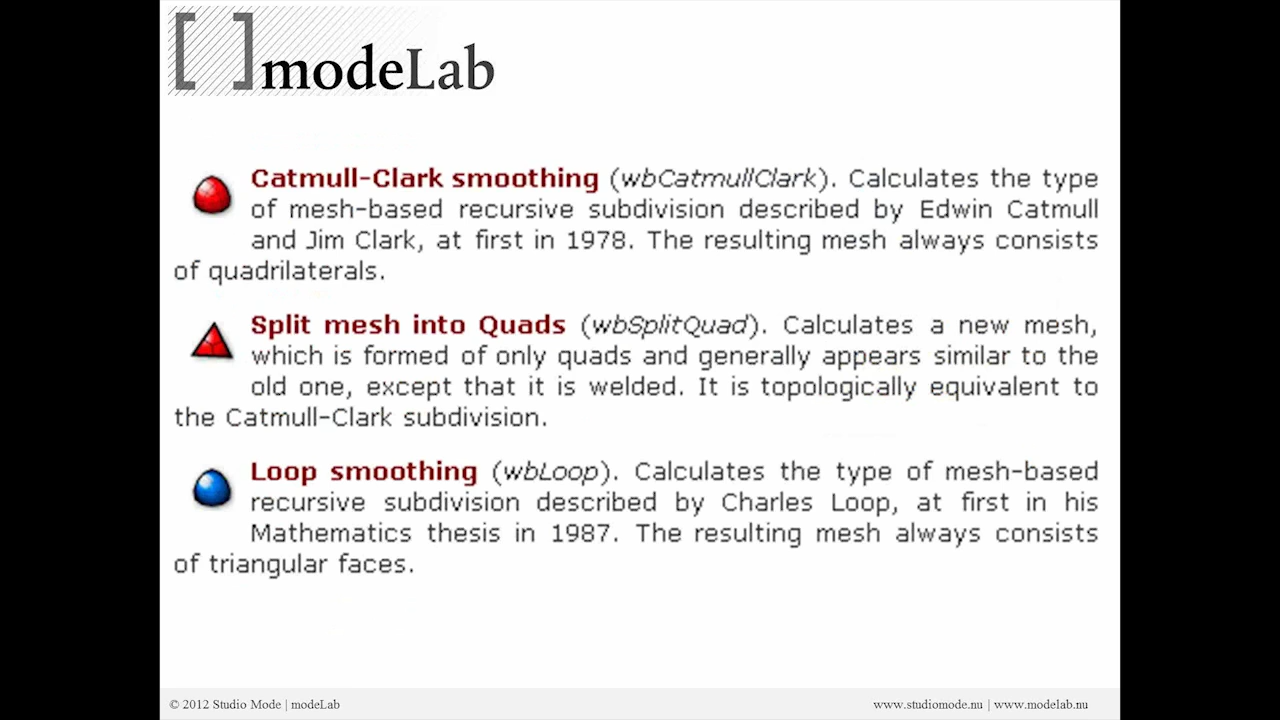 [ ] modeLab
Catmull-Clark smoothing (wbCatmullClark). Calculates the type
of mesh-based recursive subdivision described by Edwin Catmull
and Jim Clark, at first in 1978. The resulting mesh always consists
of quadrilaterals.
Split mesh into Quads (wbSplitQuad). Calculates a new mesh,
which is formed of only quads and generally appears similar to the
old one, except that it is welded. It is topologically equivalent to
the Catmull-Clark subdivision.
Loop smoothing (wbLoop). Calculates the type of mesh-based
recursive subdivision described by Charles Loop, at first in his
Mathematics thesis in 1987. The resulting mesh always consists
of triangular faces.
© 2012 Studio Mode | modeLab
www.studiomode.nu | www.modelab.nu